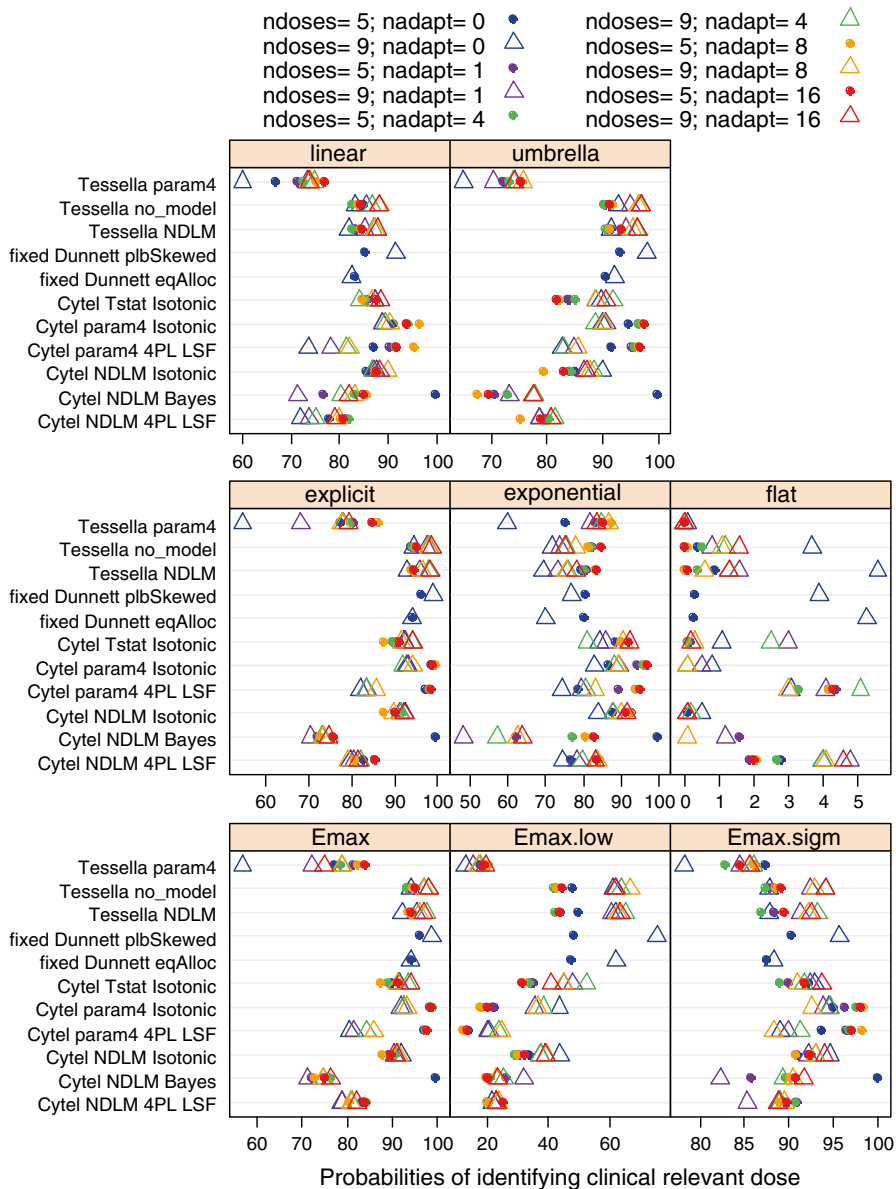 ndoses= 5; nadapt= 0
ndoses= 9; nadapt= 0
ndoses= 5; nadapt= 1
ndoses= 9; nadapt= 1
ndoses= 5; nadapt= 4
ndoses= 9; nadapt= 4
ndoses= 5; nadapt= 8
ndoses= 9; nadapt= 8
ndoses= 5; nadapt= 16
ndoses= 9; nadapt= 16
linear umbrella
Tessella param4
Tessella no_model
Tessella NDLM
fixed Dunnett plbSkewed
fixed Dunnett eqAlloc
Cytel Tstat Isotonic
Cytel param4 Isotonic
Cytel param4 4PL LSF
Cytel NDLM Isotonic
Cytel NDLM Bayes
Cytel NDLM 4PL LSF
60 70 80 90 100 70 80 90 100
explicit exponential flat
Tessella param4
Tessella no_model
Tessella NDLM
fixed Dunnett plbSkewed
fixed Dunnett eqAlloc
Cytel Tstat Isotonic
Cytel param4 Isotonic
Cytel param4 4PL LSF
Cytel NDLM Isotonic
Cytel NDLM Bayes
Cytel NDLM 4PL LSF
60 70 80 90 100 50 60 70 80 90 100 0 1 2 3 4 5
Emax Emax.low Emax.sigm
Tessella param4
Tessella no_model
Tessella NDLM
fixed Dunnett plbSkewed
fixed Dunnett eqAlloc
Cytel Tstat Isotonic
Cytel param4 Isotonic
Cytel param4 4PL LSF
Cytel NDLM Isotonic
Cytel NDLM Bayes
Cytel NDLM 4PL LSF
60 70 80 90 100 20 40 60 80 85 90 95 100
Probabilities of identifying clinical relevant dose